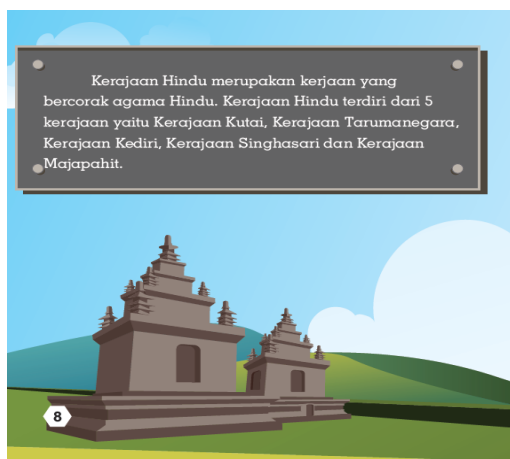 Kerajaan Hindu merupakan kerjaan yang
bercorak agama Hindu. Kerajaan Hindu terdiri dari 5
kerajaan yaitu Kerajaan Kutai, Kerajaan Tarumanegara,
Kerajaan Kediri, Kerajaan Singhasari dan Kerajaan
Majapahit.
8